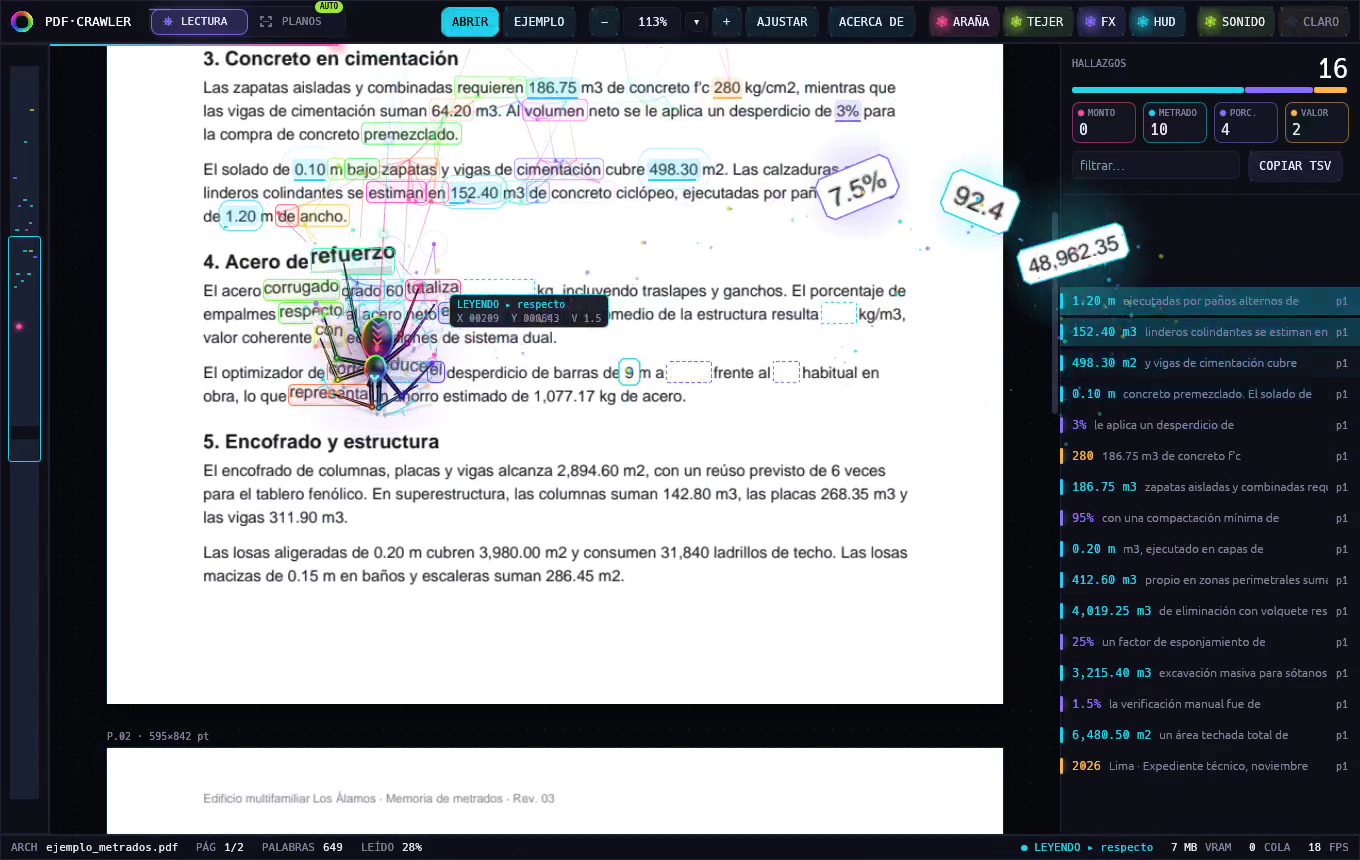 PDF·CRAWLER
LECTURA
PLANOS
AUTO
ABRIR
EJEMPLO
−
113%
▾
+
AJUSTAR
ACERCA DE
ARAÑA
TEJER
FX
HUD
SONIDO
CLARO
3. Concreto en cimentación
Las zapatas aisladas y combinadas requieren 186.75 m3 de concreto f'c 280 kg/cm2, mientras que
las vigas de cimentación suman 64.20 m3. Al volumen neto se le aplica un desperdicio de 3% para
la compra de concreto premezclado.
El solado de 0.10 m bajo zapatas y vigas de cimentación cubre 498.30 m2. Las calzaduras
linderos colindantes se estiman en 152.40 m3 de concreto ciclópeo, ejecutadas por pañ
de 1.20 m de ancho.
7.5%
92.4
48,962.35
4. Acero de refuerzo
El acero corrugado grado 60 totaliza kg, incluyendo traslapes y ganchos. El porcentaje de
empalmes respecto al acero neto e omedio de la estructura resulta kg/m3,
valor coherente con de sistema dual.
LEYENDO ▸ respecto
X 00209 Y 000643 V 1.5
El optimizador de duce el desperdicio de barras de 9 m a frente al habitual en
obra, lo que representa un ahorro estimado de 1,077.17 kg de acero.
5. Encofrado y estructura
El encofrado de columnas, placas y vigas alcanza 2,894.60 m2, con un reúso previsto de 6 veces
para el tablero fenólico. En superestructura, las columnas suman 142.80 m3, las placas 268.35 m3 y
las vigas 311.90 m3.
Las losas aligeradas de 0.20 m cubren 3,980.00 m2 y consumen 31,840 ladrillos de techo. Las losas
macizas de 0.15 m en baños y escaleras suman 286.45 m2.
P.02 · 595×842 pt
Edificio multifamiliar Los Álamos · Memoria de metrados · Rev. 03
HALLAZGOS
16
MONTO
0
METRADO
10
PORC.
4
VALOR
2
filtrar...
COPIAR TSV
1.20 m ejecutadas por paños alternos de p1
152.40 m3 linderos colindantes se estiman en p1
498.30 m2 y vigas de cimentación cubre p1
0.10 m concreto premezclado. El solado de p1
3% le aplica un desperdicio de p1
280 186.75 m3 de concreto f'c p1
186.75 m3 zapatas aisladas y combinadas requ p1
95% con una compactación mínima de p1
0.20 m m3, ejecutado en capas de p1
412.60 m3 propio en zonas perimetrales suma p1
4,019.25 m3 de eliminación con volquete res p1
25% un factor de esponjamiento de p1
3,215.40 m3 excavación masiva para sótanos p1
1.5% la verificación manual fue de p1
6,480.50 m2 un área techada total de p1
2026 Lima · Expediente técnico, noviembre p1
ARCH ejemplo_metrados.pdf PÁG 1/2 PALABRAS 649 LEÍDO 28%
LEYENDO ▸ respecto 7 MB VRAM 0 COLA 18 FPS